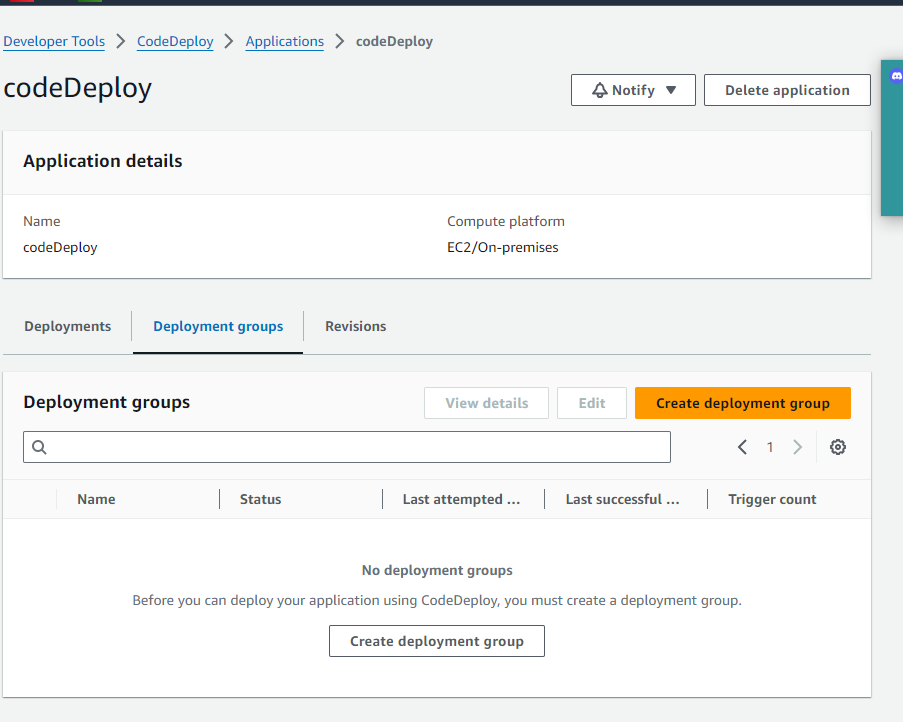 Developer Tools > CodeDeploy > Applications > codeDeploy
codeDeploy
Notify ▼ Delete application
Application details
Name Compute platform
codeDeploy EC2/On-premises
Deployments Deployment groups Revisions
Deployment groups View details Edit Create deployment group
1
Name Status Last attempted ... Last successful ... Trigger count
No deployment groups
Before you can deploy your application using CodeDeploy, you must create a deployment group.
Create deployment group